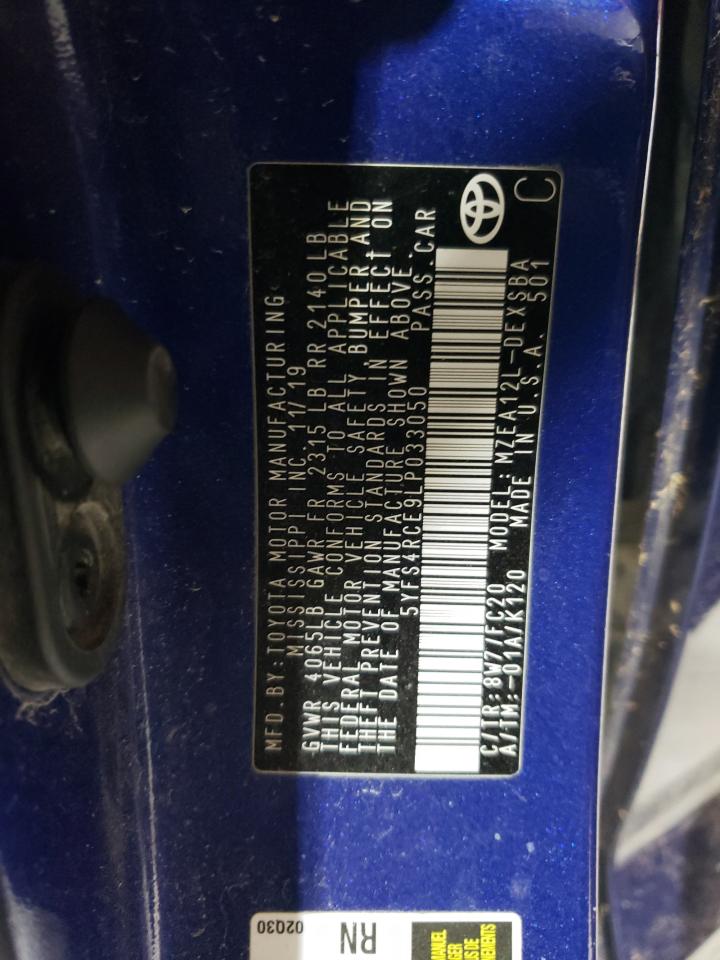 MFD.BY:TOYOTA MOTOR MANUFACTURING
MISSISSIPPI INC. 11/19
GVWR 4065LB GAWR FR 2315 LB RR 2140 LB
THIS VEHICLE CONFORMS TO ALL APPLICABLE
FEDERAL MOTOR VEHICLE SAFETY BUMPER AND
THEFT PREVENTION STANDARDS IN EFFECT ON
THE DATE OF MANUFACTURE SHOWN ABOVE.
5YFS4RCE9LP033050 PASS.CAR
C/TR:8W7/FC20 MODEL:MZEA12L-DEXSBA
A/TM:-01A/K120 MADE IN U.S.A. 501
C
02Q30
RN
MANUEL